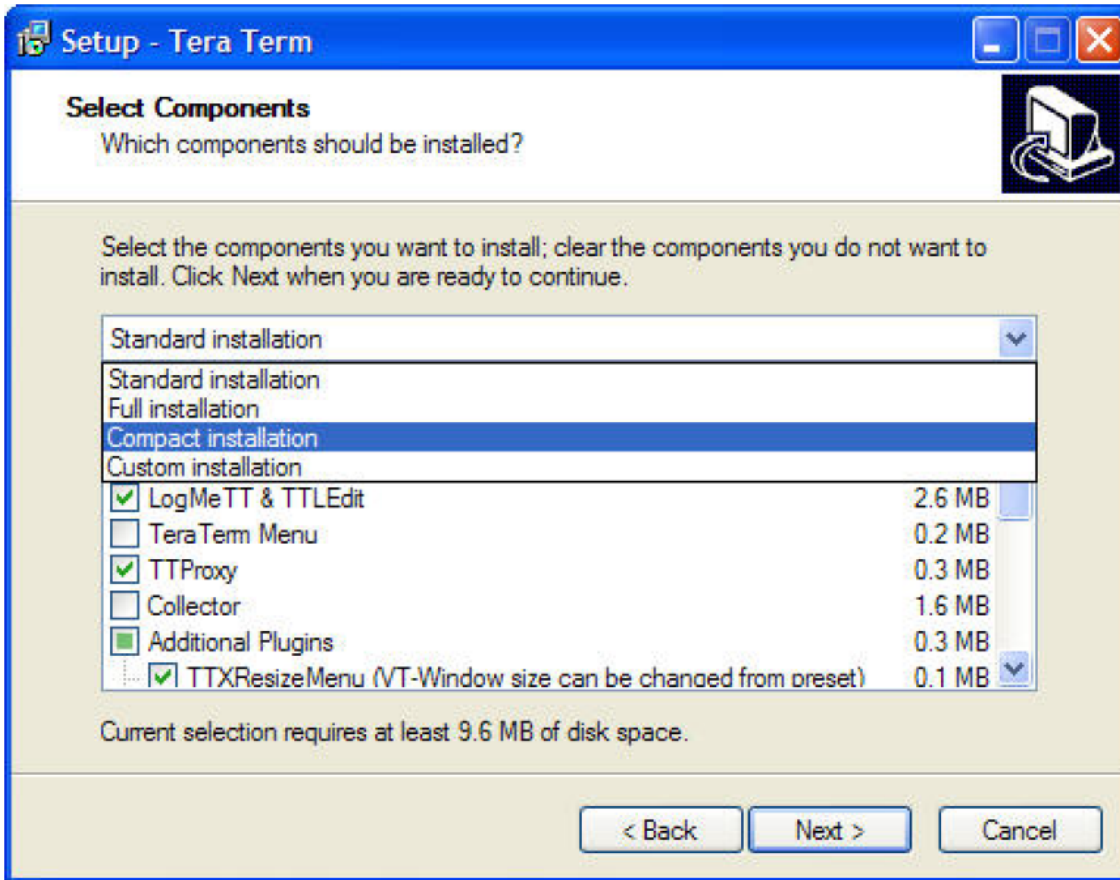 Setup - Tera Term
Select Components
Which components should be installed?
Select the components you want to install; clear the components you do not want to
install. Click Next when you are ready to continue.
Standard installation
Standard installation
Full installation
Compact installation
Custom installation
LogMeTT & TTLEdit 2.6 MB
TeraTerm Menu 0.2 MB
TTProxy 0.3 MB
Collector 1.6 MB
Additional Plugins 0.3 MB
TTXResizeMenu (VT-Window size can be changed from preset) 0.1 MB
Current selection requires at least 9.6 MB of disk space.
< Back Next > Cancel